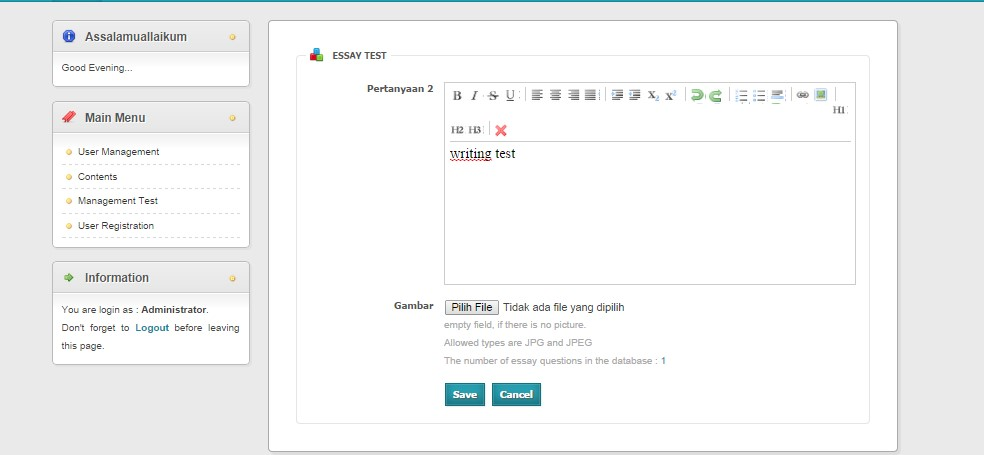 Assalamuallaikum
Good Evening...
Main Menu
User Management
Contents
Management Test
User Registration
Information
You are login as : Administrator.
Don't forget to Logout before leaving
this page.
ESSAY TEST
Pertanyaan 2
B I S U X2 X2
H1
H2 H3
writing test
Gambar
Pilih File Tidak ada file yang dipilih
empty field, if there is no picture.
Allowed types are JPG and JPEG
The number of essay questions in the database : 1
Save Cancel